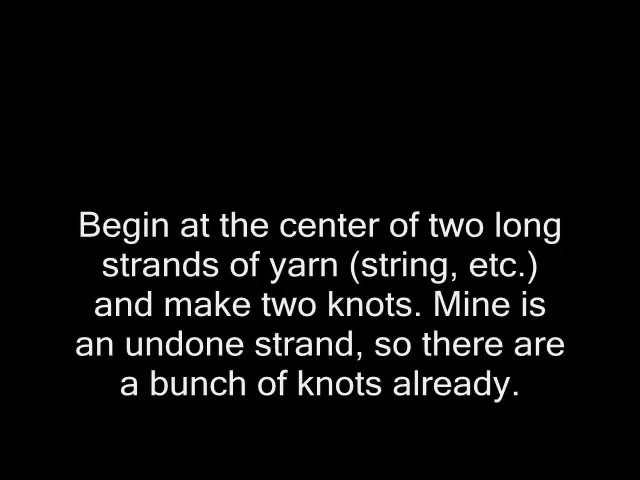 Begin at the center of two long
strands of yarn (string, etc.)
and make two knots. Mine is
an undone strand, so there are
a bunch of knots already.